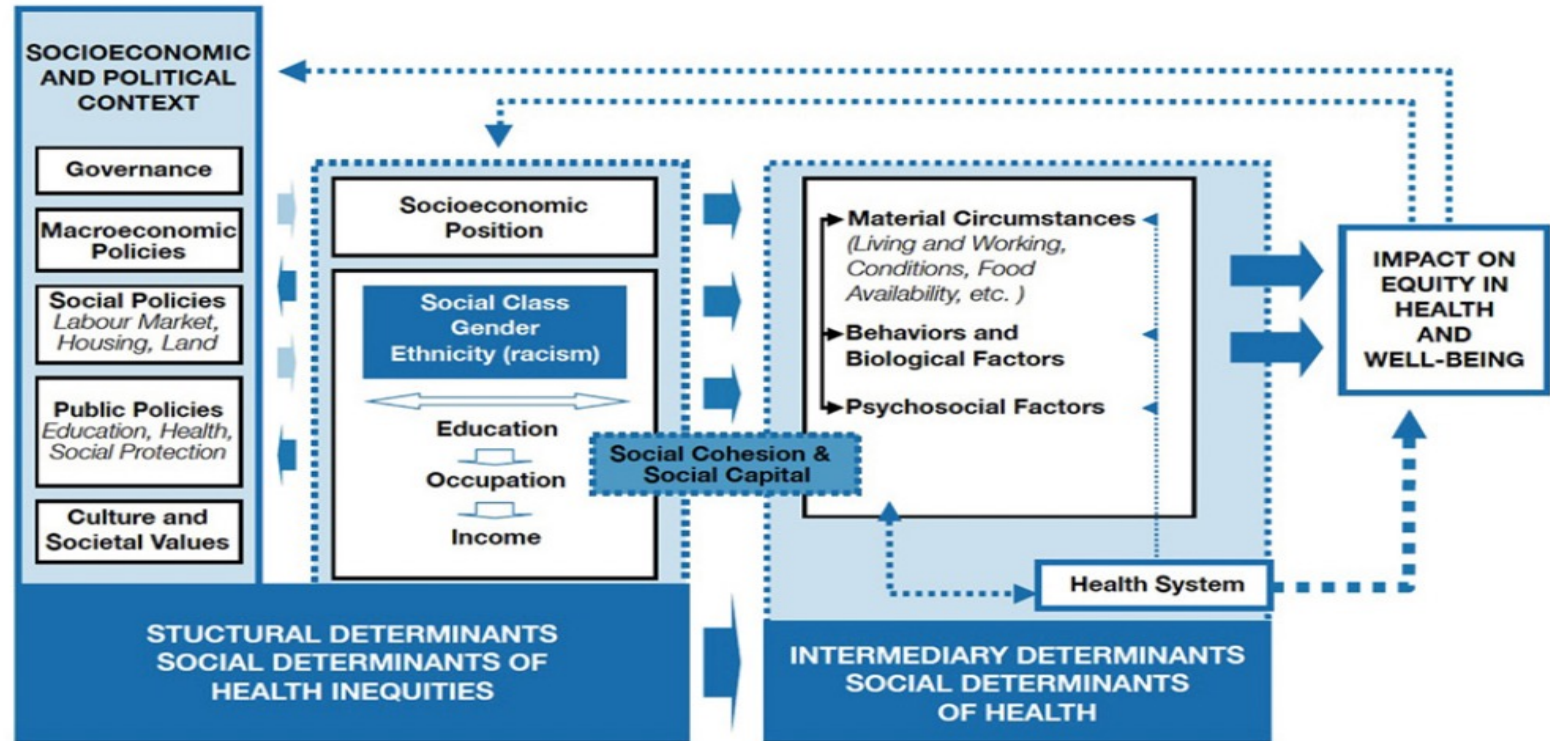 SOCIOECONOMIC
AND POLITICAL
CONTEXT
Governance
Macroeconomic
Policies
Social Policies
Labour Market,
Housing, Land
Public Policies
Education, Health,
Social Protection
Culture and
Societal Values
Socioeconomic
Position
Social Class
Gender
Ethnicity (racism)
Education
Occupation
Income
Social Cohesion &
Social Capital
Material Circumstances
(Living and Working,
Conditions, Food
Availability, etc. )
Behaviors and
Biological Factors
Psychosocial Factors
Health System
IMPACT ON
EQUITY IN
HEALTH
AND
WELL-BEING
STUCTURAL DETERMINANTS
SOCIAL DETERMINANTS OF
HEALTH INEQUITIES
INTERMEDIARY DETERMINANTS
SOCIAL DETERMINANTS
OF HEALTH